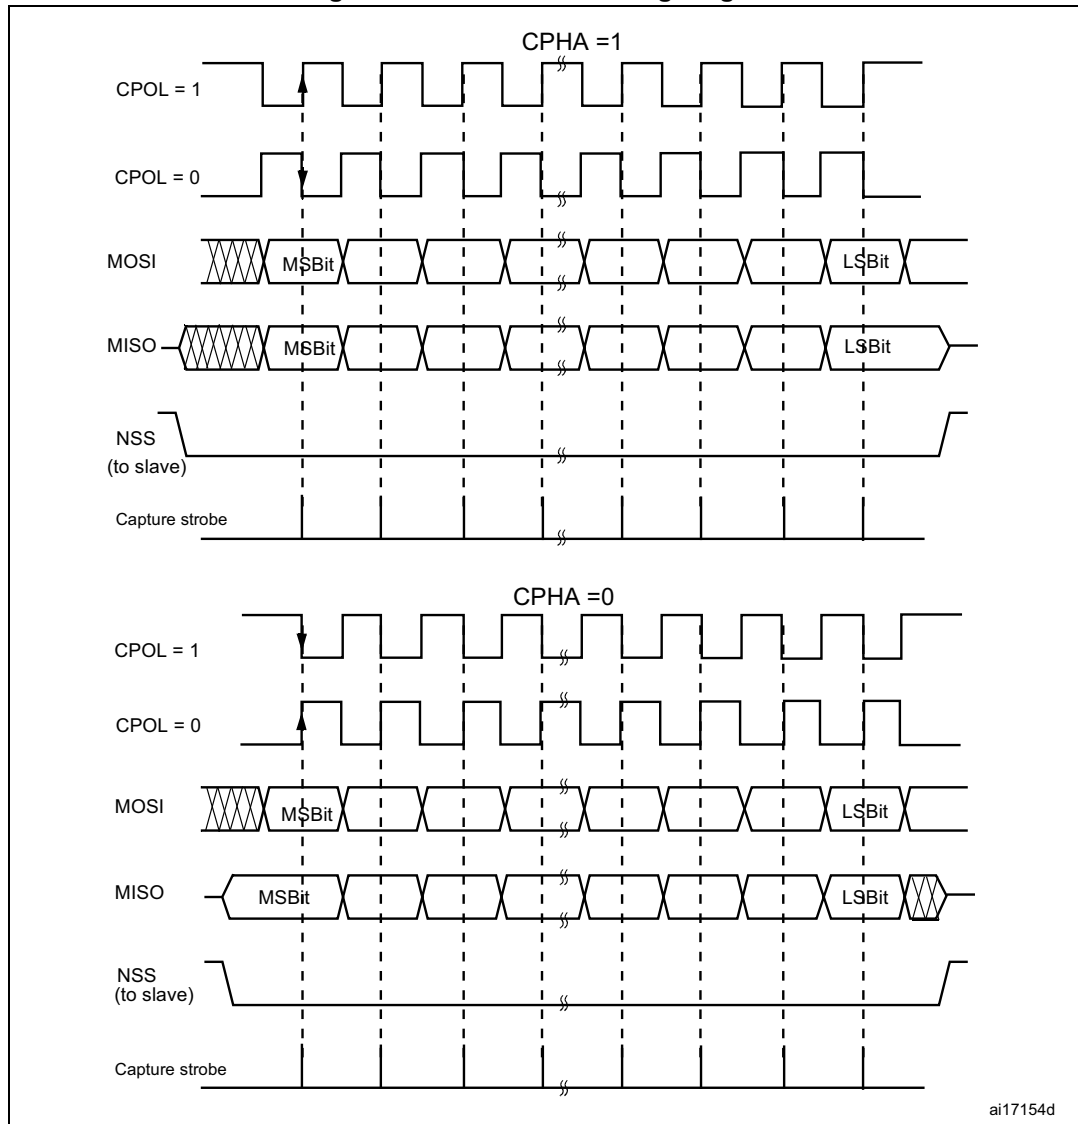 CPHA =1
CPOL = 1
CPOL = 0
MOSI
MSBit
LSBit
MISO
MSBit
LSBit
NSS
(to slave)
Capture strobe
CPHA =0
CPOL = 1
CPOL = 0
MOSI
MSBit
LSBit
MISO
MSBit
LSBit
NSS
(to slave)
Capture strobe
ai17154d